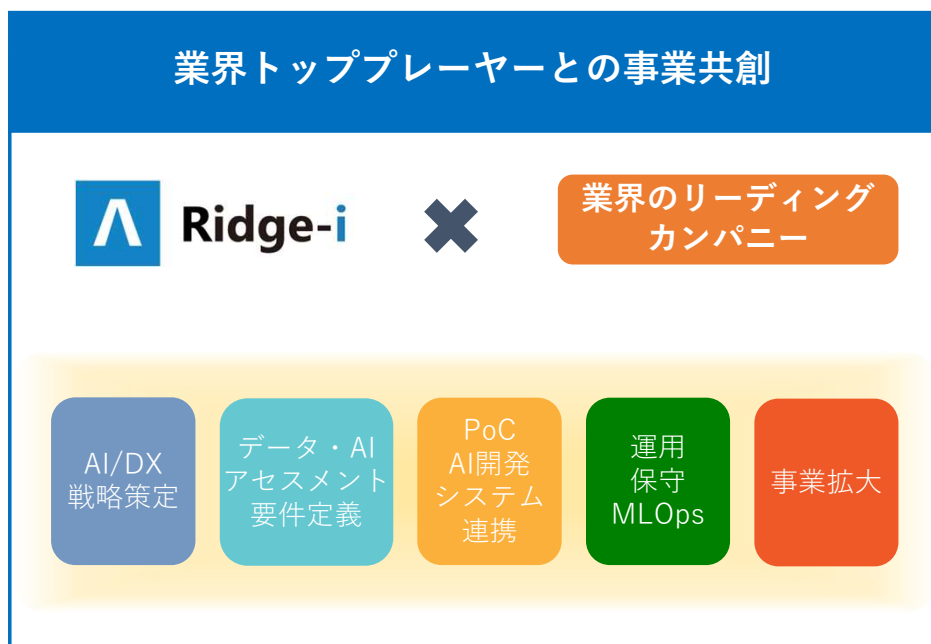 業界トッププレーヤーとの事業共創
Ridge-i
業界のリーディング
カンパニー
AI/DX
戦略策定
データ・AI
アセスメント
要件定義
PoC
AI開発
システム
連携
運用
保守
MLOps
事業拡大